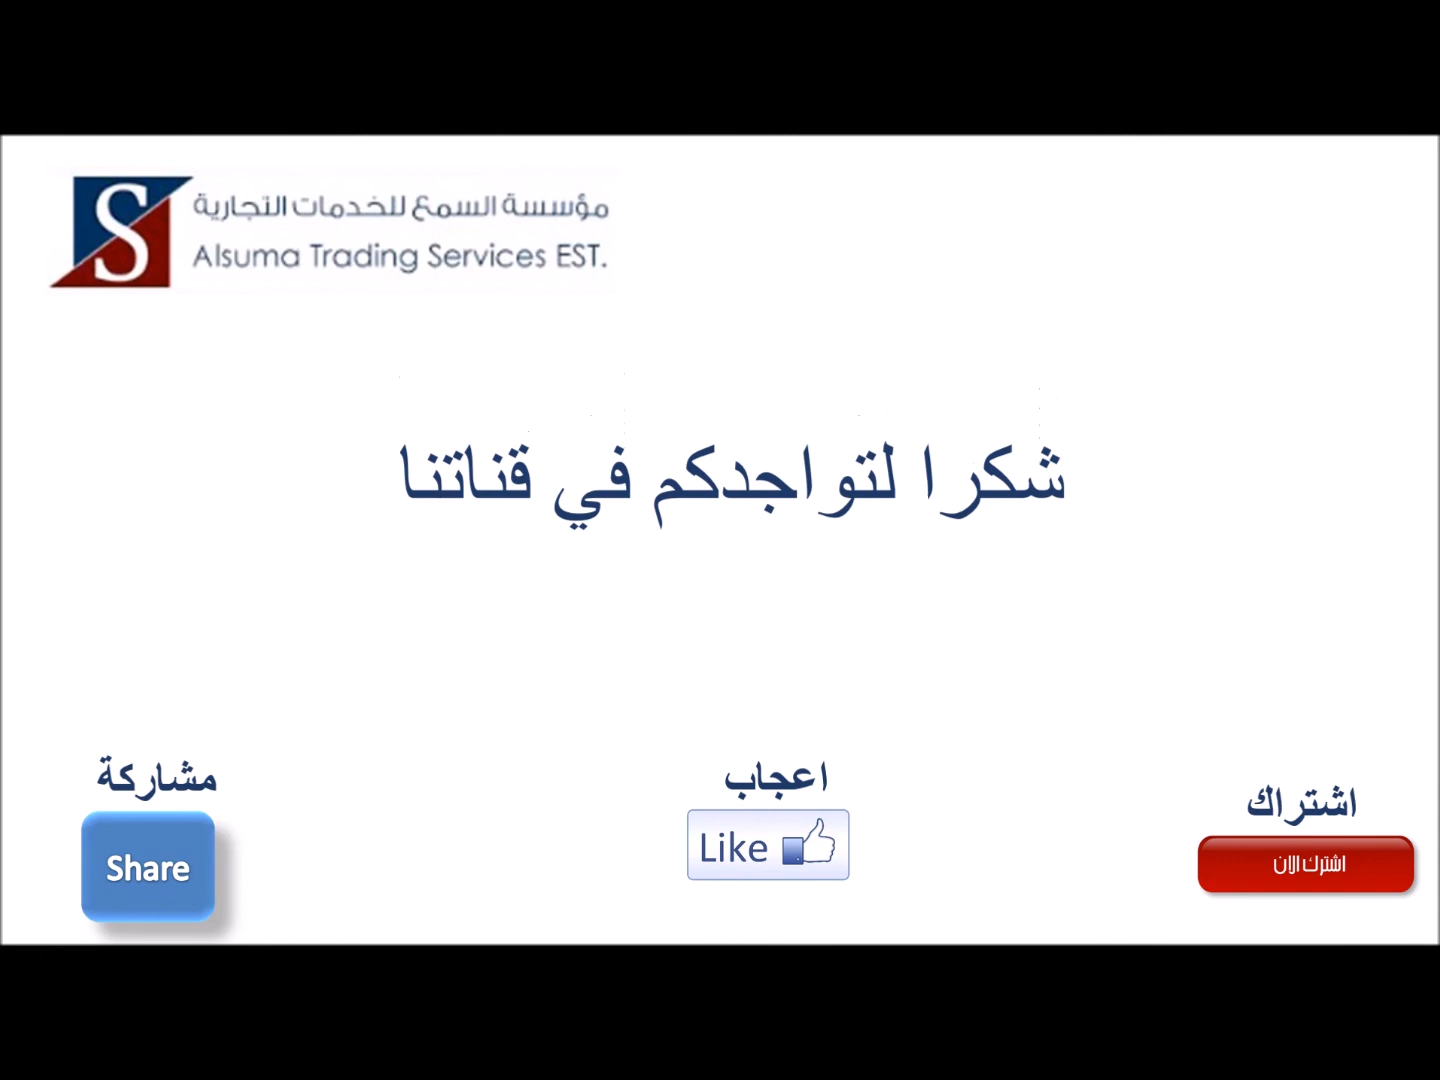 مؤسسة السمع للخدمات التجارية
Alsuma Trading Services EST.
شكرا لتواجدكم في قناتنا
اشتراك
اشترك الان
اعجاب
Like
مشاركة
Share